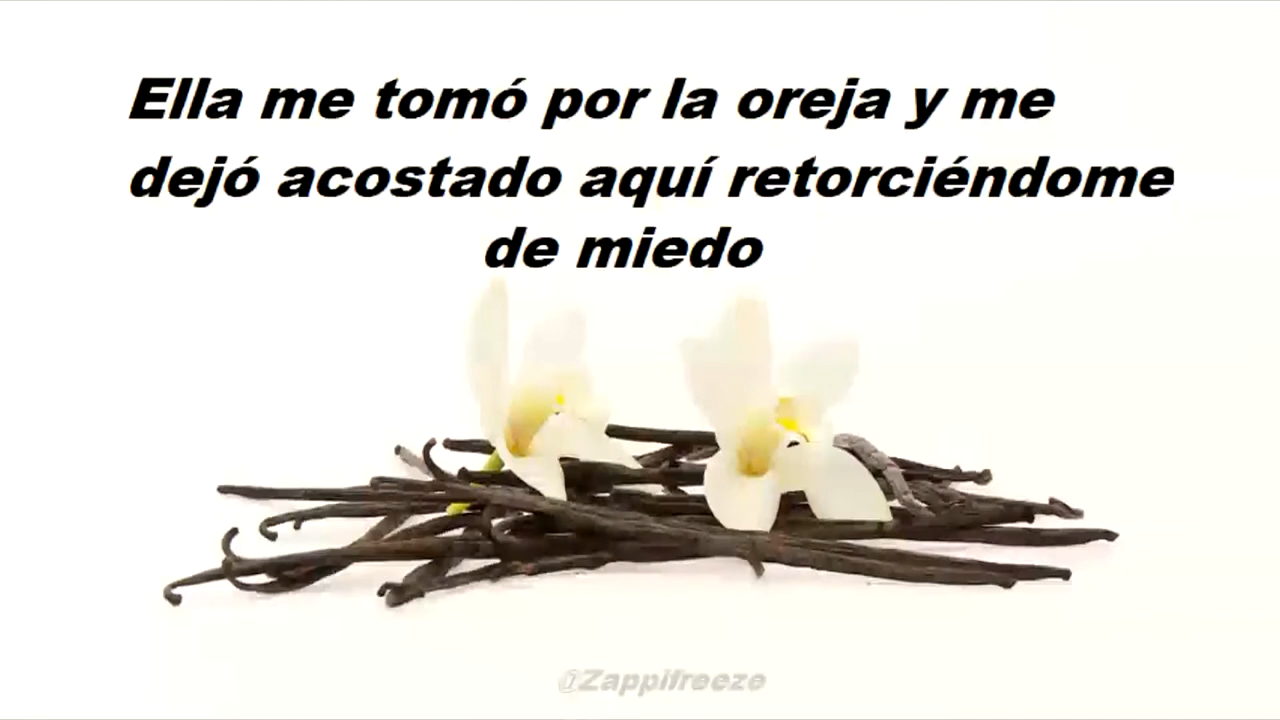 Ella me tomó por la oreja y me
dejó acostado aquí retorciéndome
de miedo
@Zappifreeze